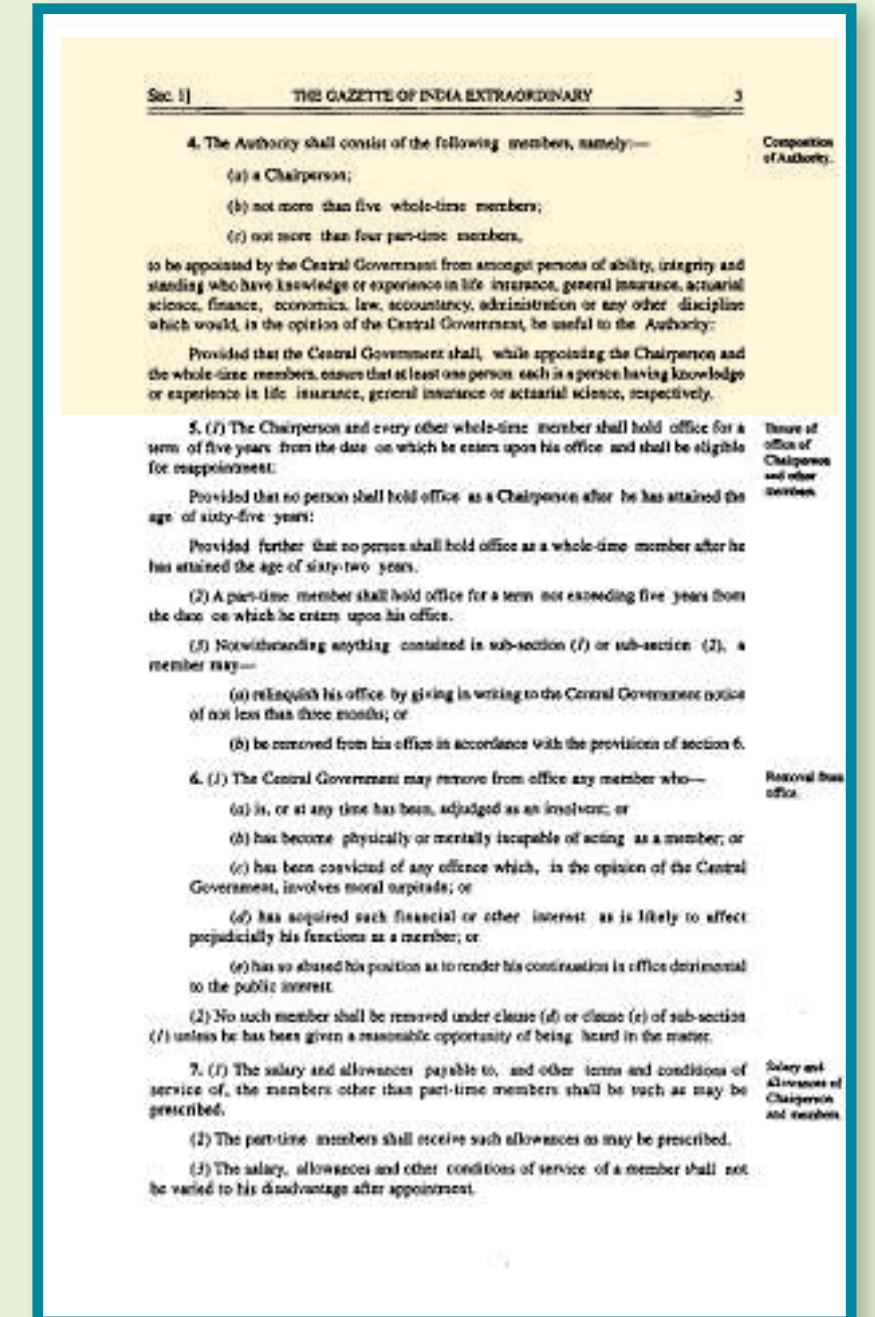 Sec. 1] THE GAZETTE OF INDIA EXTRAORDINARY 3
4. The Authority shall consist of the following members, namely:—
Composition
of Authority.
(a) a Chairperson;
(b) not more than five whole-time members;
(c) not more than four part-time members,
to be appointed by the Central Government from amongst persons of ability, integrity and
standing who have knowledge or experience in life insurance, general insurance, actuarial
science, finance, economics, law, accountancy, administration or any other discipline
which would, in the opinion of the Central Government, be useful to the Authority:
Provided that the Central Government shall, while appointing the Chairperson and
the whole-time members, ensure that at least one person each is a person having knowledge
or experience in life insurance, general insurance or actuarial science, respectively.
5. (1) The Chairperson and every other whole-time member shall hold office for a
term of five years from the date on which he enters upon his office and shall be eligible
for reappointment:
Tenure of
office of
Chairperson
and other
members.
Provided that no person shall hold office as a Chairperson after he has attained the
age of sixty-five years:
Provided further that no person shall hold office as a whole-time member after he
has attained the age of sixty-two years.
(2) A part-time member shall hold office for a term not exceeding five years from
the date on which he enters upon his office.
(3) Notwithstanding anything contained in sub-section (1) or sub-section (2), a
member may—
(a) relinquish his office by giving in writing to the Central Government notice
of not less than three months; or
(b) be removed from his office in accordance with the provisions of section 6.
6. (1) The Central Government may remove from office any member who—
Removal from
office.
(a) is, or at any time has been, adjudged as an insolvent; or
(b) has become physically or mentally incapable of acting as a member; or
(c) has been convicted of any offence which, in the opinion of the Central
Government, involves moral turpitude; or
(d) has acquired such financial or other interest as is likely to affect
prejudicially his functions as a member; or
(e) has so abused his position as to render his continuation in office detrimental
to the public interest.
(2) No such member shall be removed under clause (d) or clause (e) of sub-section
(1) unless he has been given a reasonable opportunity of being heard in the matter.
7. (1) The salary and allowances payable to, and other terms and conditions of
service of, the members other than part-time members shall be such as may be
prescribed.
Salary and
allowances of
Chairperson
and members.
(2) The part-time members shall receive such allowances as may be prescribed.
(3) The salary, allowances and other conditions of service of a member shall not
be varied to his disadvantage after appointment.